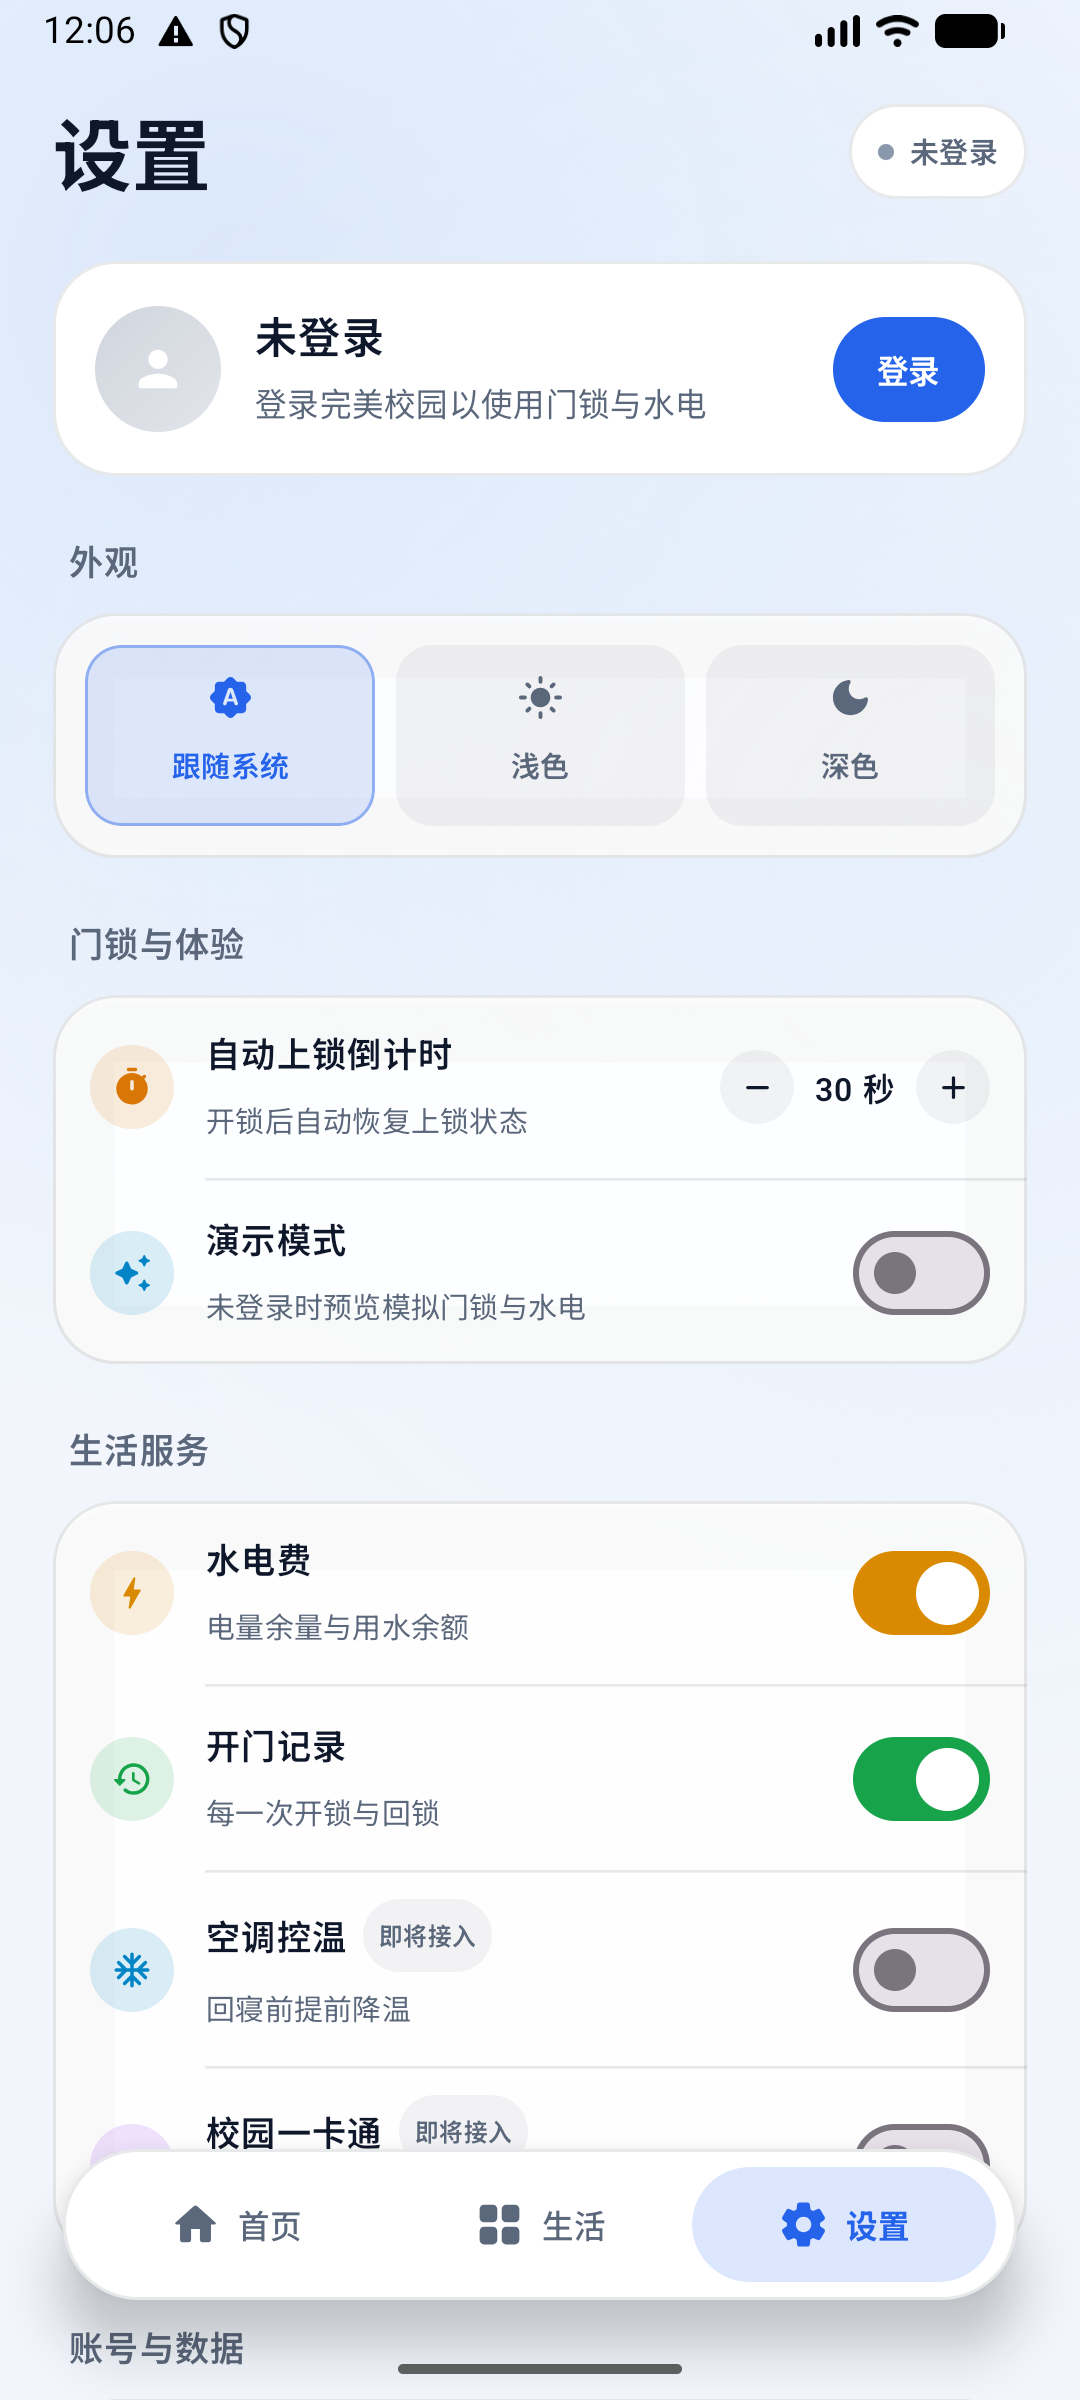 12:06
设置
未登录
未登录
登录完美校园以使用门锁与水电
登录
外观
跟随系统
浅色
深色
门锁与体验
自动上锁倒计时
开锁后自动恢复上锁状态
30 秒
演示模式
未登录时预览模拟门锁与水电
生活服务
水电费
电量余量与用水余额
开门记录
每一次开锁与回锁
空调控温 即将接入
回寝前提前降温
校园一卡通 即将接入
首页
生活
设置
账号与数据